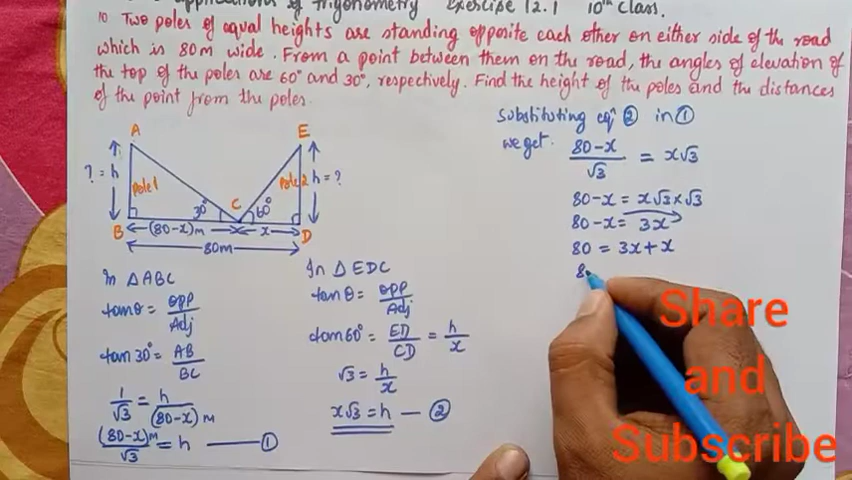 applications of Trigonometry Exercise 12.1 10th Class.
10 Two poles of equal heights are standing opposite each other on either side of the road
which is 80m wide. From a point between them on the road, the angles of elevation of
the top of the poles are 60° and 30°, respectively. Find the height of the poles and the distances
of the point from the poles.
A
E
? = h
Pole 1
Pole 2
h = ?
30°
C
60°
B
(80-x)m
x
D
80m
In △ABC
tanθ = Opp/Adj
tan 30° = AB/BC
1/√3 = h/(80-x)m
(80-x)m/√3 = h — ①
In △EDC
tanθ = Opp/Adj
tan60° = ED/CD = h/x
√3 = h/x
x√3 = h — ②
Substituting eqn ② in ①
we get.
80-x/√3 = x√3
80-x = x√3×√3
80-x = 3x
80 = 3x+x
8
Share
and
Subscribe